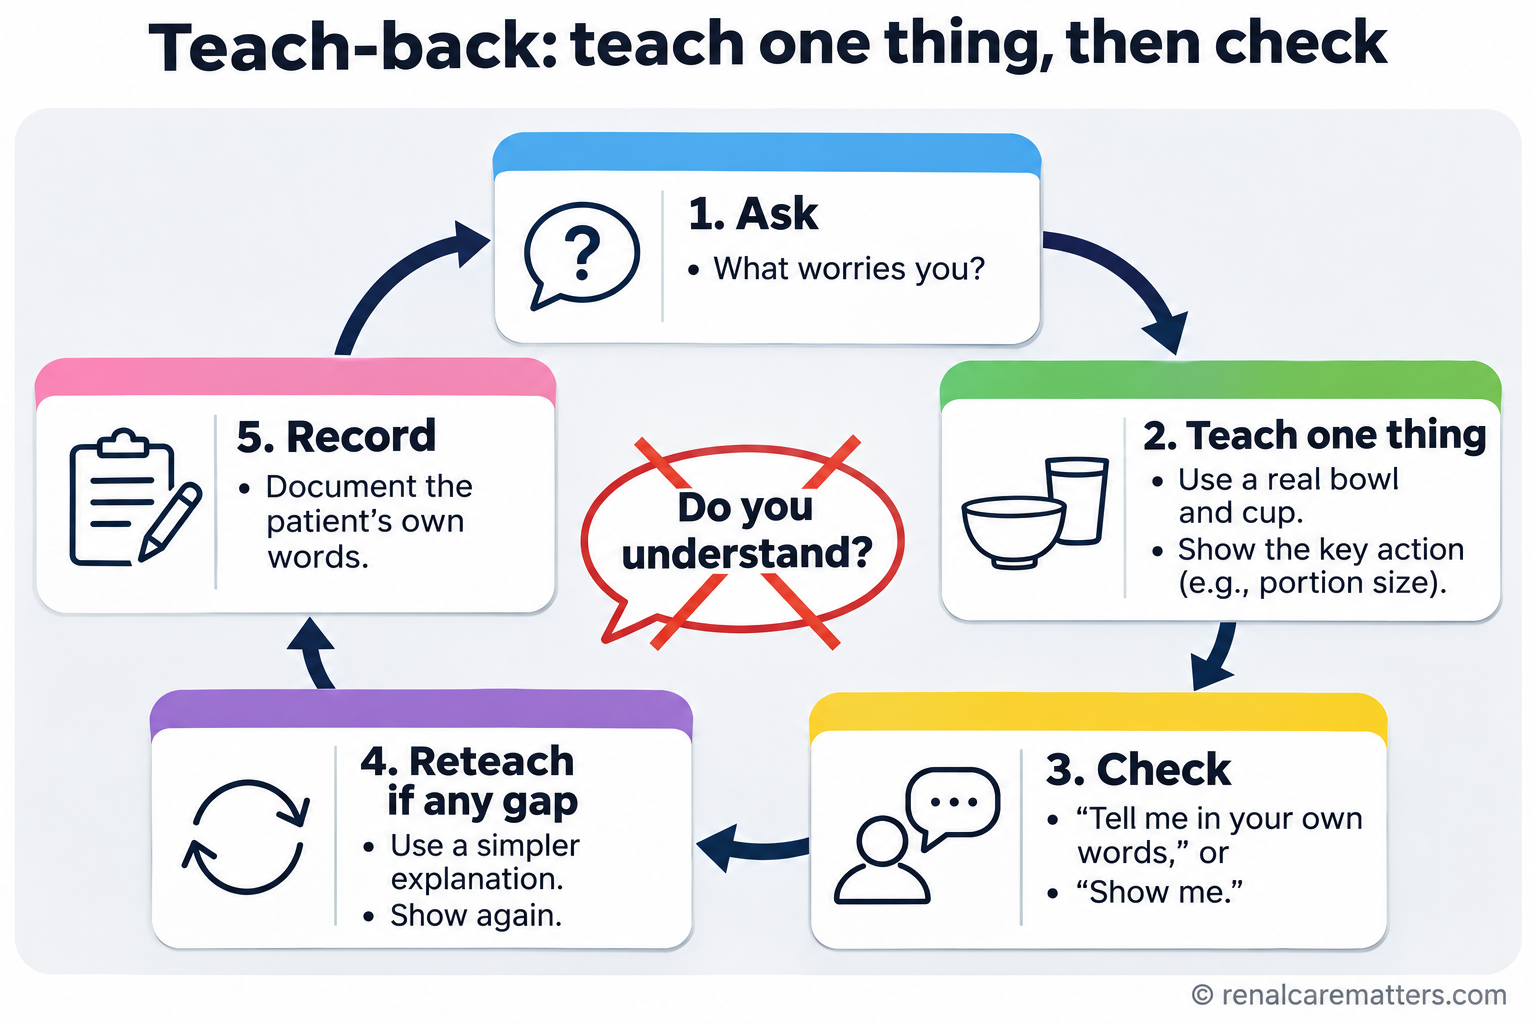 Teach-back: teach one thing, then check
1. Ask
• What worries you?
2. Teach one thing
• Use a real bowl
and cup.
• Show the key action
(e.g., portion size).
3. Check
• “Tell me in your own
words,” or
• “Show me.”
4. Reteach
if any gap
• Use a simpler
explanation.
• Show again.
5. Record
• Document the
patient’s own
words.
Do you
understand?
© renalcarematters.com